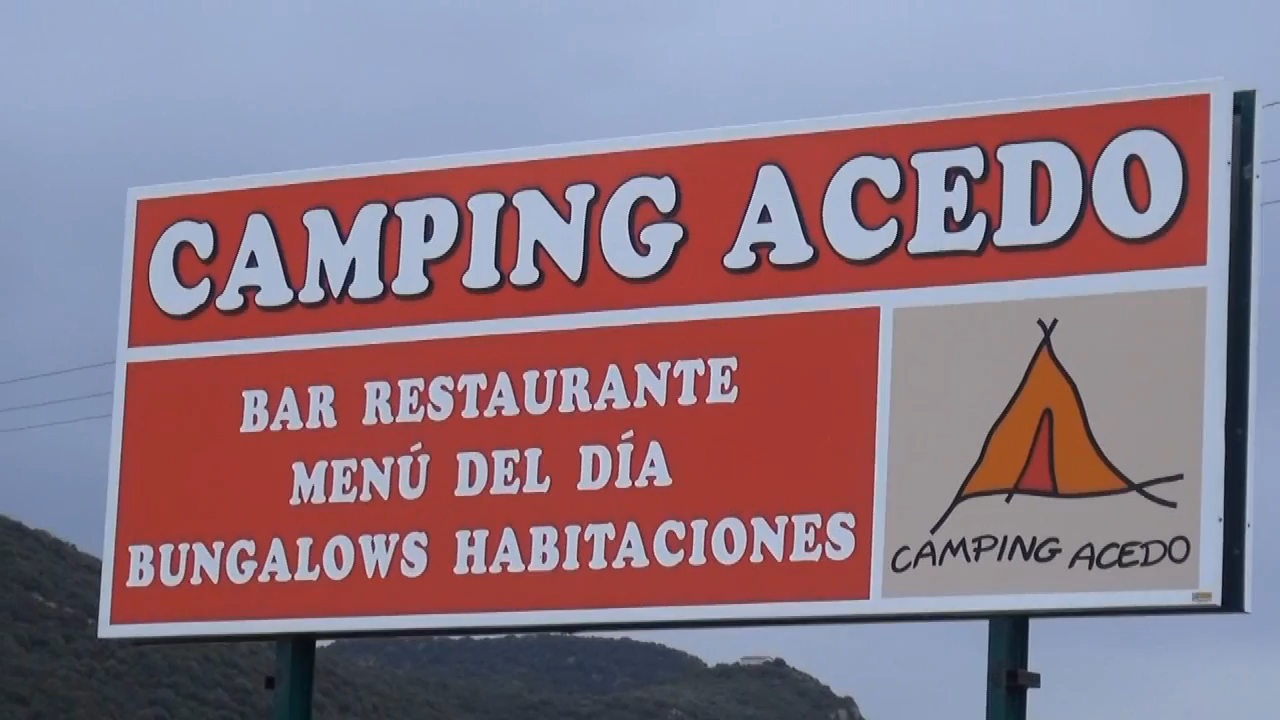 CAMPING ACEDO
BAR RESTAURANTE
MENÚ DEL DÍA
BUNGALOWS HABITACIONES
CAMPING ACEDO